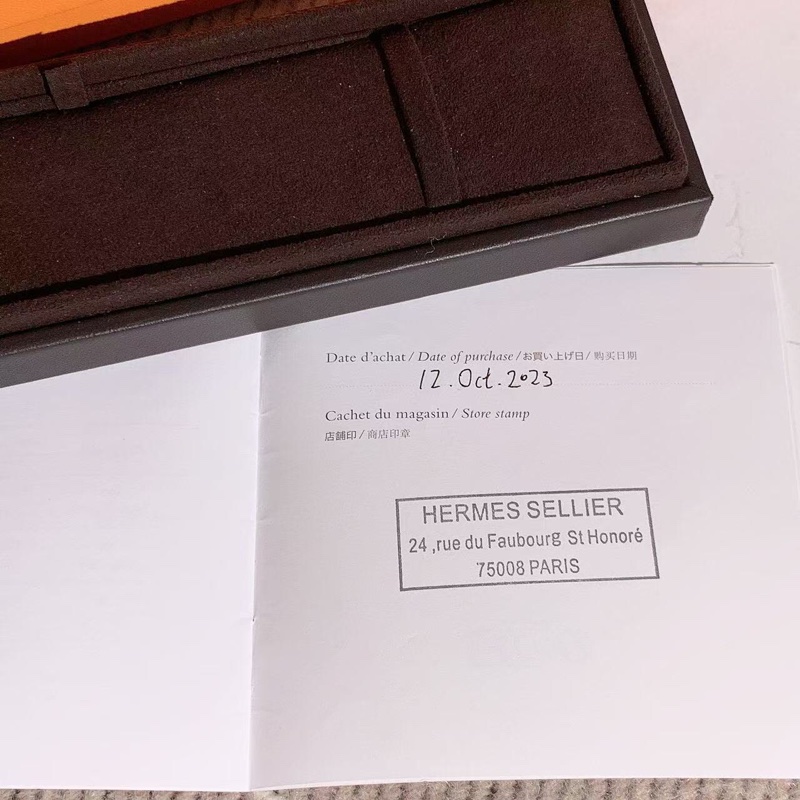 Date d'achat / Date of purchase / お買い上げ日 / 购买日期
12. Oct. 2023
Cachet du magasin / Store stamp
店舗印 / 商店印章
HERMES SELLIER
24 ,rue du Faubourg St Honoré
75008 PARIS